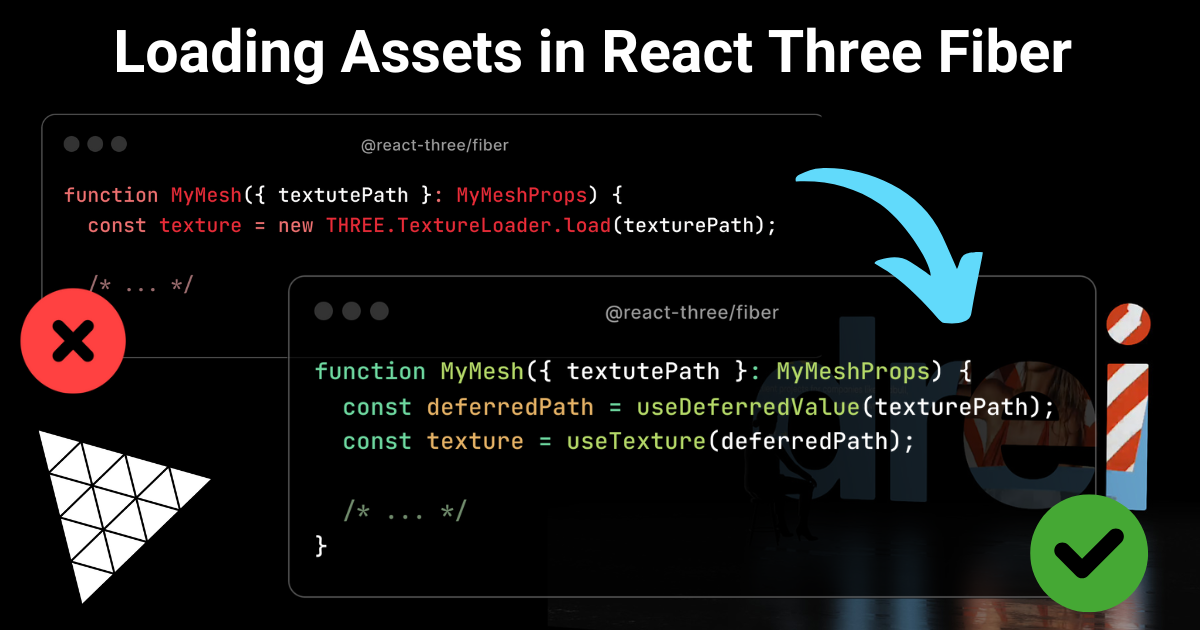 Loading Assets in React Three Fiber
@react-three/fiber
function MyMesh({ textutePath }: MyMeshProps) {
  const texture = new THREE.TextureLoader.load(texturePath);
  /* ... */
@react-three/fiber
function MyMesh({ textutePath }: MyMeshProps) {
  const deferredPath = useDeferredValue(texturePath);
  const texture = useTexture(deferredPath);
  /* ... */
}
drei